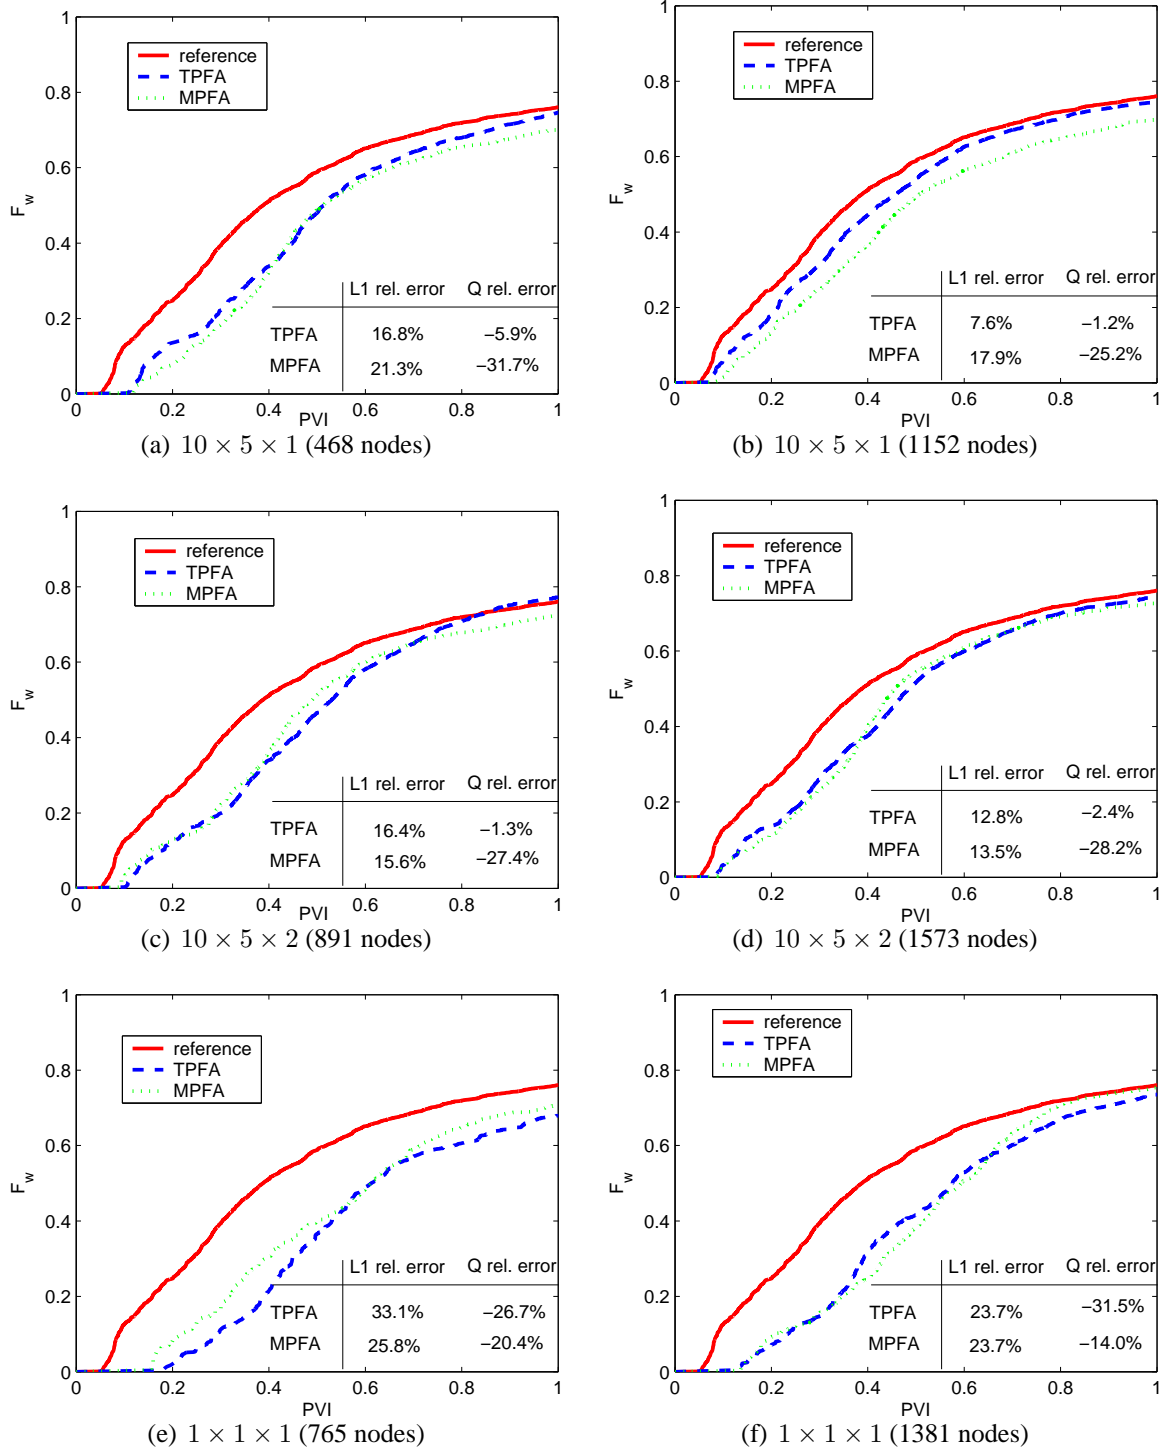 1
0.8
0.6
0.4
0.2
0
F_w
reference
TPFA
MPFA
L1 rel. error Q rel. error
TPFA 16.8% −5.9%
MPFA 21.3% −31.7%
0 0.2 0.4 0.6 0.8 1
PVI
(a) 10 × 5 × 1 (468 nodes)
1
0.8
0.6
0.4
0.2
0
F_w
reference
TPFA
MPFA
L1 rel. error Q rel. error
TPFA 7.6% −1.2%
MPFA 17.9% −25.2%
0 0.2 0.4 0.6 0.8 1
PVI
(b) 10 × 5 × 1 (1152 nodes)
1
0.8
0.6
0.4
0.2
0
F_w
reference
TPFA
MPFA
L1 rel. error Q rel. error
TPFA 16.4% −1.3%
MPFA 15.6% −27.4%
0 0.2 0.4 0.6 0.8 1
PVI
(c) 10 × 5 × 2 (891 nodes)
1
0.8
0.6
0.4
0.2
0
F_w
reference
TPFA
MPFA
L1 rel. error Q rel. error
TPFA 12.8% −2.4%
MPFA 13.5% −28.2%
0 0.2 0.4 0.6 0.8 1
PVI
(d) 10 × 5 × 2 (1573 nodes)
1
0.8
0.6
0.4
0.2
0
F_w
reference
TPFA
MPFA
L1 rel. error Q rel. error
TPFA 33.1% −26.7%
MPFA 25.8% −20.4%
0 0.2 0.4 0.6 0.8 1
PVI
(e) 1 × 1 × 1 (765 nodes)
1
0.8
0.6
0.4
0.2
0
F_w
reference
TPFA
MPFA
L1 rel. error Q rel. error
TPFA 23.7% −31.5%
MPFA 23.7% −14.0%
0 0.2 0.4 0.6 0.8 1
PVI
(f) 1 × 1 × 1 (1381 nodes)